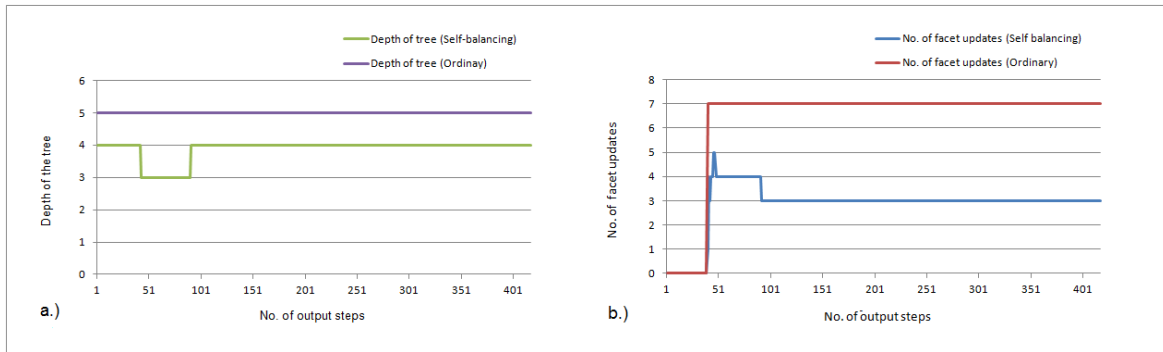 Depth of tree (Self-balancing)
Depth of tree (Ordinay)
6
5
4
3
2
1
0
Depth of the tree
1 51 101 151 201 251 301 351 401
No. of output steps
a.)
No. of facet updates (Self balancing)
No. of facet updates (Ordinary)
8
7
6
5
4
3
2
1
0
No. of facet updates
1 51 101 151 201 251 301 351 401
No. of output steps
b.)